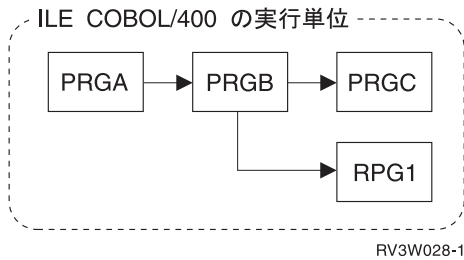 ILE COBOL/400 の実行単位
PRGA
PRGB
PRGC
RPG1
RV3W028-1